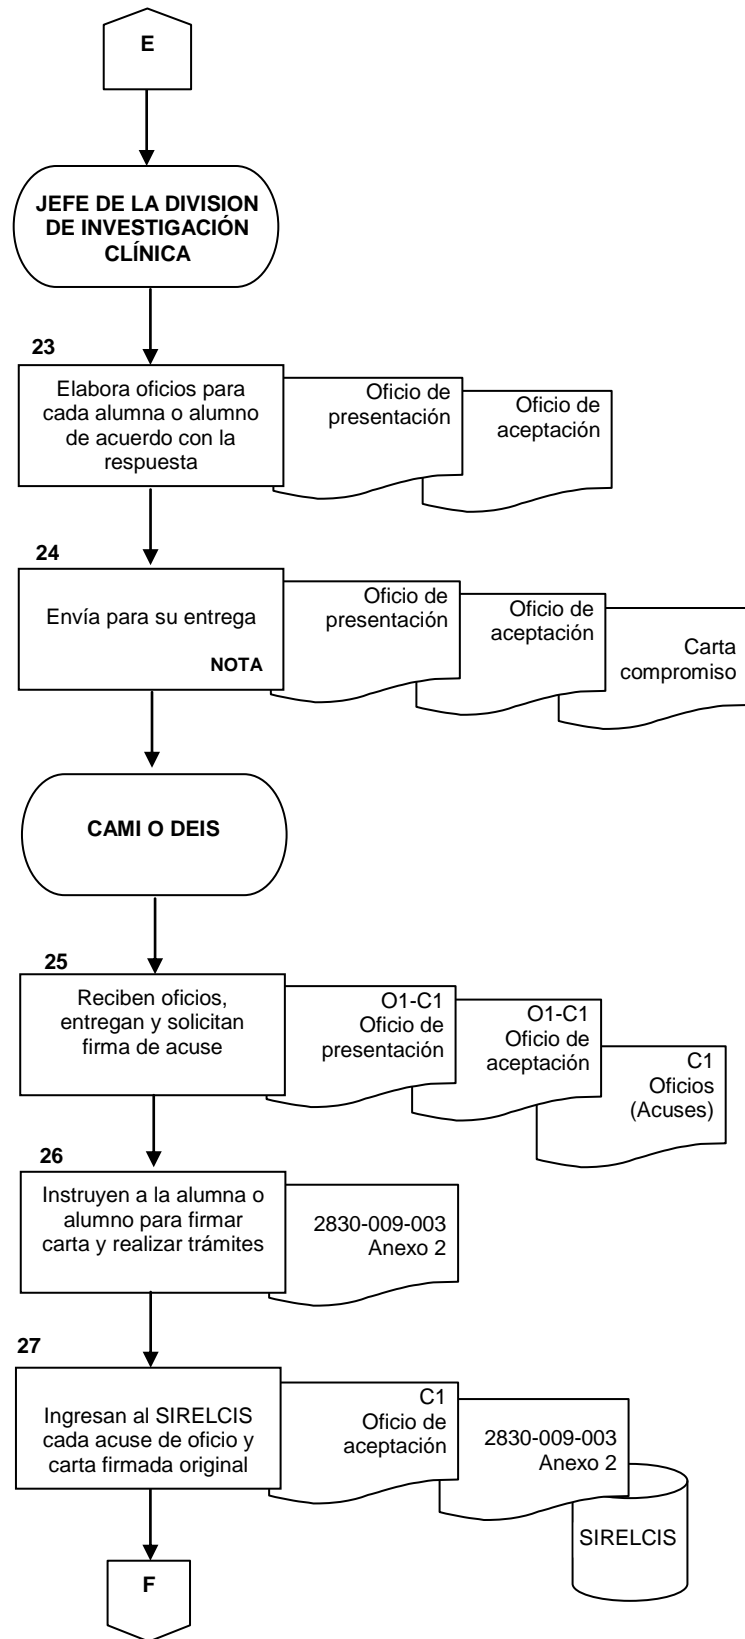 E
JEFE DE LA DIVISION
DE INVESTIGACIÓN
CLÍNICA
23
Elabora oficios para
cada alumna o alumno
de acuerdo con la
respuesta
Oficio de
presentación
Oficio de
aceptación
24
Envía para su entrega
NOTA
Oficio de
presentación
Oficio de
aceptación
Carta
compromiso
CAMI O DEIS
25
Reciben oficios,
entregan y solicitan
firma de acuse
O1-C1
Oficio de
presentación
O1-C1
Oficio de
aceptación
C1
Oficios
(Acuses)
26
Instruyen a la alumna o
alumno para firmar
carta y realizar trámites
2830-009-003
Anexo 2
27
Ingresan al SIRELCIS
cada acuse de oficio y
carta firmada original
C1
Oficio de
aceptación
2830-009-003
Anexo 2
SIRELCIS
F